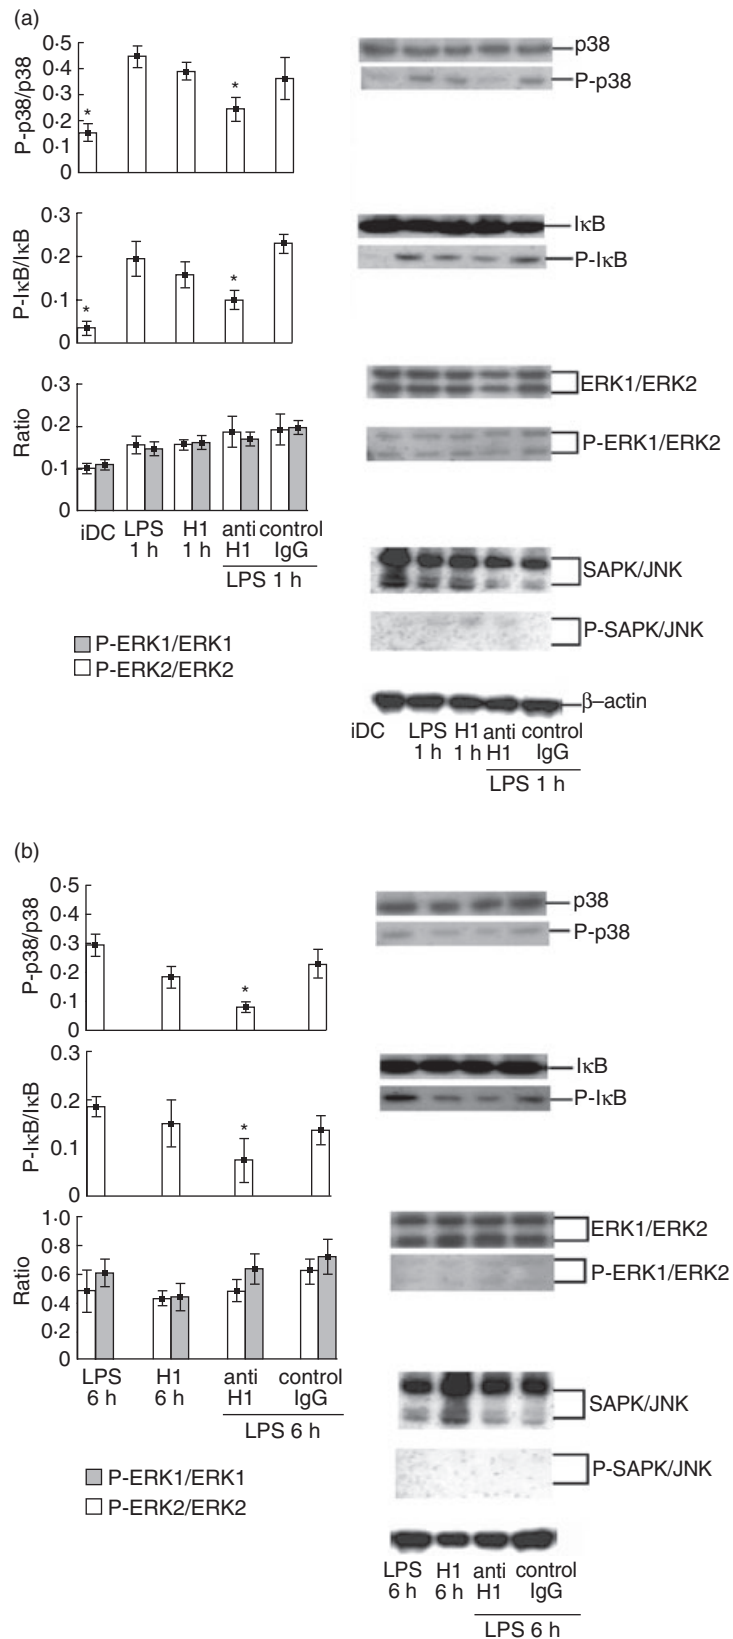 (a)
P-p38/p38
0·5
0·4
0·3
0·2
0·1
0
*
*
P-IκB/IκB
0·3
0·2
0·1
0
*
*
Ratio
0·3
0·2
0·1
0
iDC
LPS
1 h
H1
1 h
anti
H1
control
IgG
LPS 1 h
P-ERK1/ERK1
P-ERK2/ERK2
p38
P-p38
IκB
P-IκB
ERK1/ERK2
P-ERK1/ERK2
SAPK/JNK
P-SAPK/JNK
β–actin
iDC
LPS
1 h
H1
1 h
anti
H1
control
IgG
LPS 1 h
(b)
P-p38/p38
0·5
0·3
0·2
0·1
0
*
P-IκB/IκB
0·3
0·2
0·1
0
*
Ratio
1·0
0·8
0·6
0·4
0·2
0
LPS
6 h
H1
6 h
anti
H1
control
IgG
LPS 6 h
P-ERK1/ERK1
P-ERK2/ERK2
p38
P-p38
IκB
P-IκB
ERK1/ERK2
P-ERK1/ERK2
SAPK/JNK
P-SAPK/JNK
LPS
6 h
H1
6 h
anti
H1
control
IgG
LPS 6 h